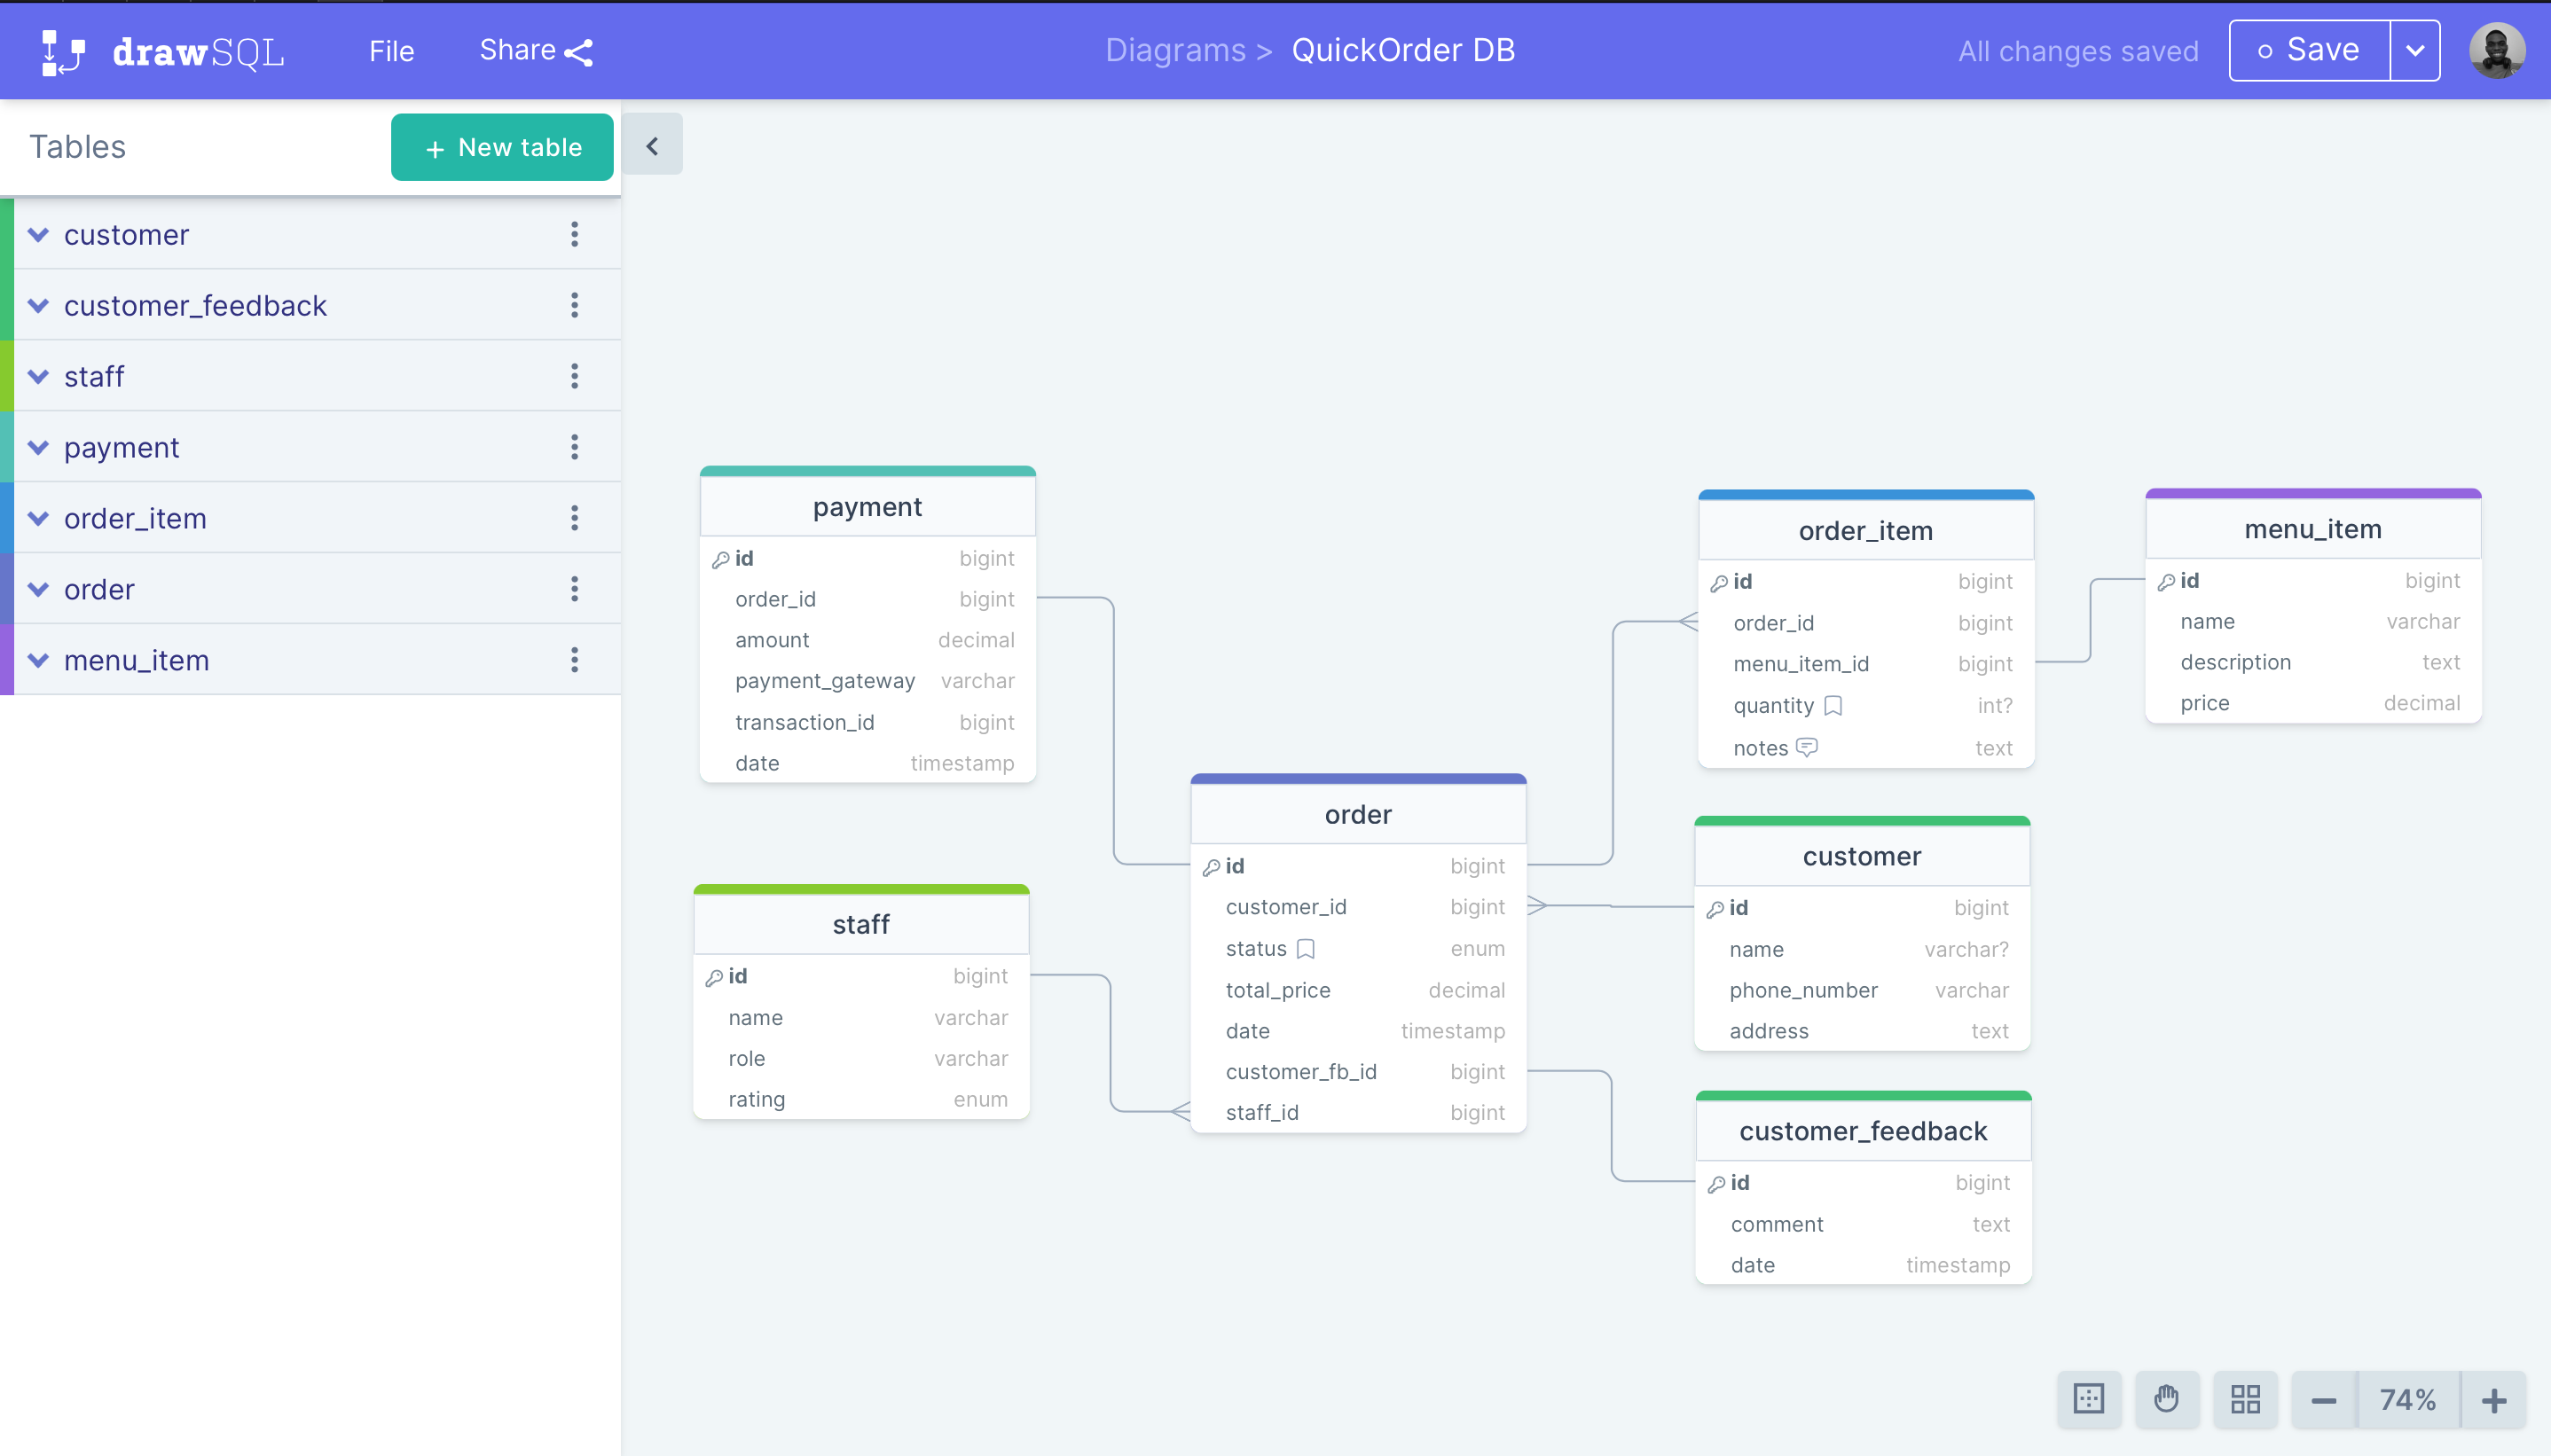 drawSQL File Share Diagrams > QuickOrder DB All changes saved Save
Tables + New table
customer
customer_feedback
staff
payment
order_item
order
menu_item
payment
id bigint
order_id bigint
amount decimal
payment_gateway varchar
transaction_id bigint
date timestamp
staff
id bigint
name varchar
role varchar
rating enum
order
id bigint
customer_id bigint
status enum
total_price decimal
date timestamp
customer_fb_id bigint
staff_id bigint
order_item
id bigint
order_id bigint
menu_item_id bigint
quantity int?
notes text
menu_item
id bigint
name varchar
description text
price decimal
customer
id bigint
name varchar?
phone_number varchar
address text
customer_feedback
id bigint
comment text
date timestamp
74%